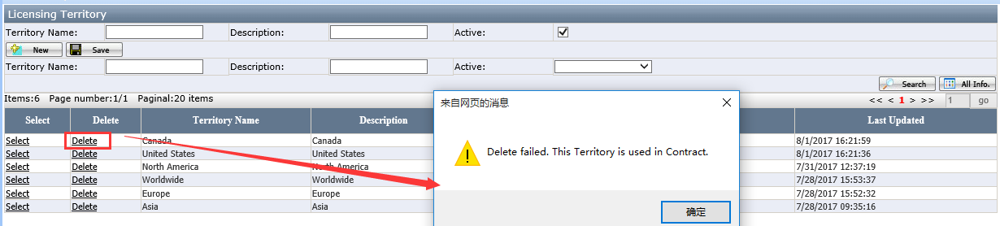 Licensing Territory
Territory Name: Description: Active:
New Save
Territory Name: Description: Active:
Search All Info.
Items:6 Page number:1/1 Paginal:20 items << < 1 > >> 1 go
Select Delete Territory Name Description Last Updated
Select Delete Canada Canada 8/1/2017 16:21:59
Select Delete United States United States 8/1/2017 16:21:36
Select Delete North America North America 7/31/2017 12:37:19
Select Delete Worldwide Worldwide 7/28/2017 15:53:37
Select Delete Europe Europe 7/28/2017 15:52:32
Select Delete Asia Asia 7/28/2017 09:35:16
来自网页的消息
Delete failed. This Territory is used in Contract.
确定